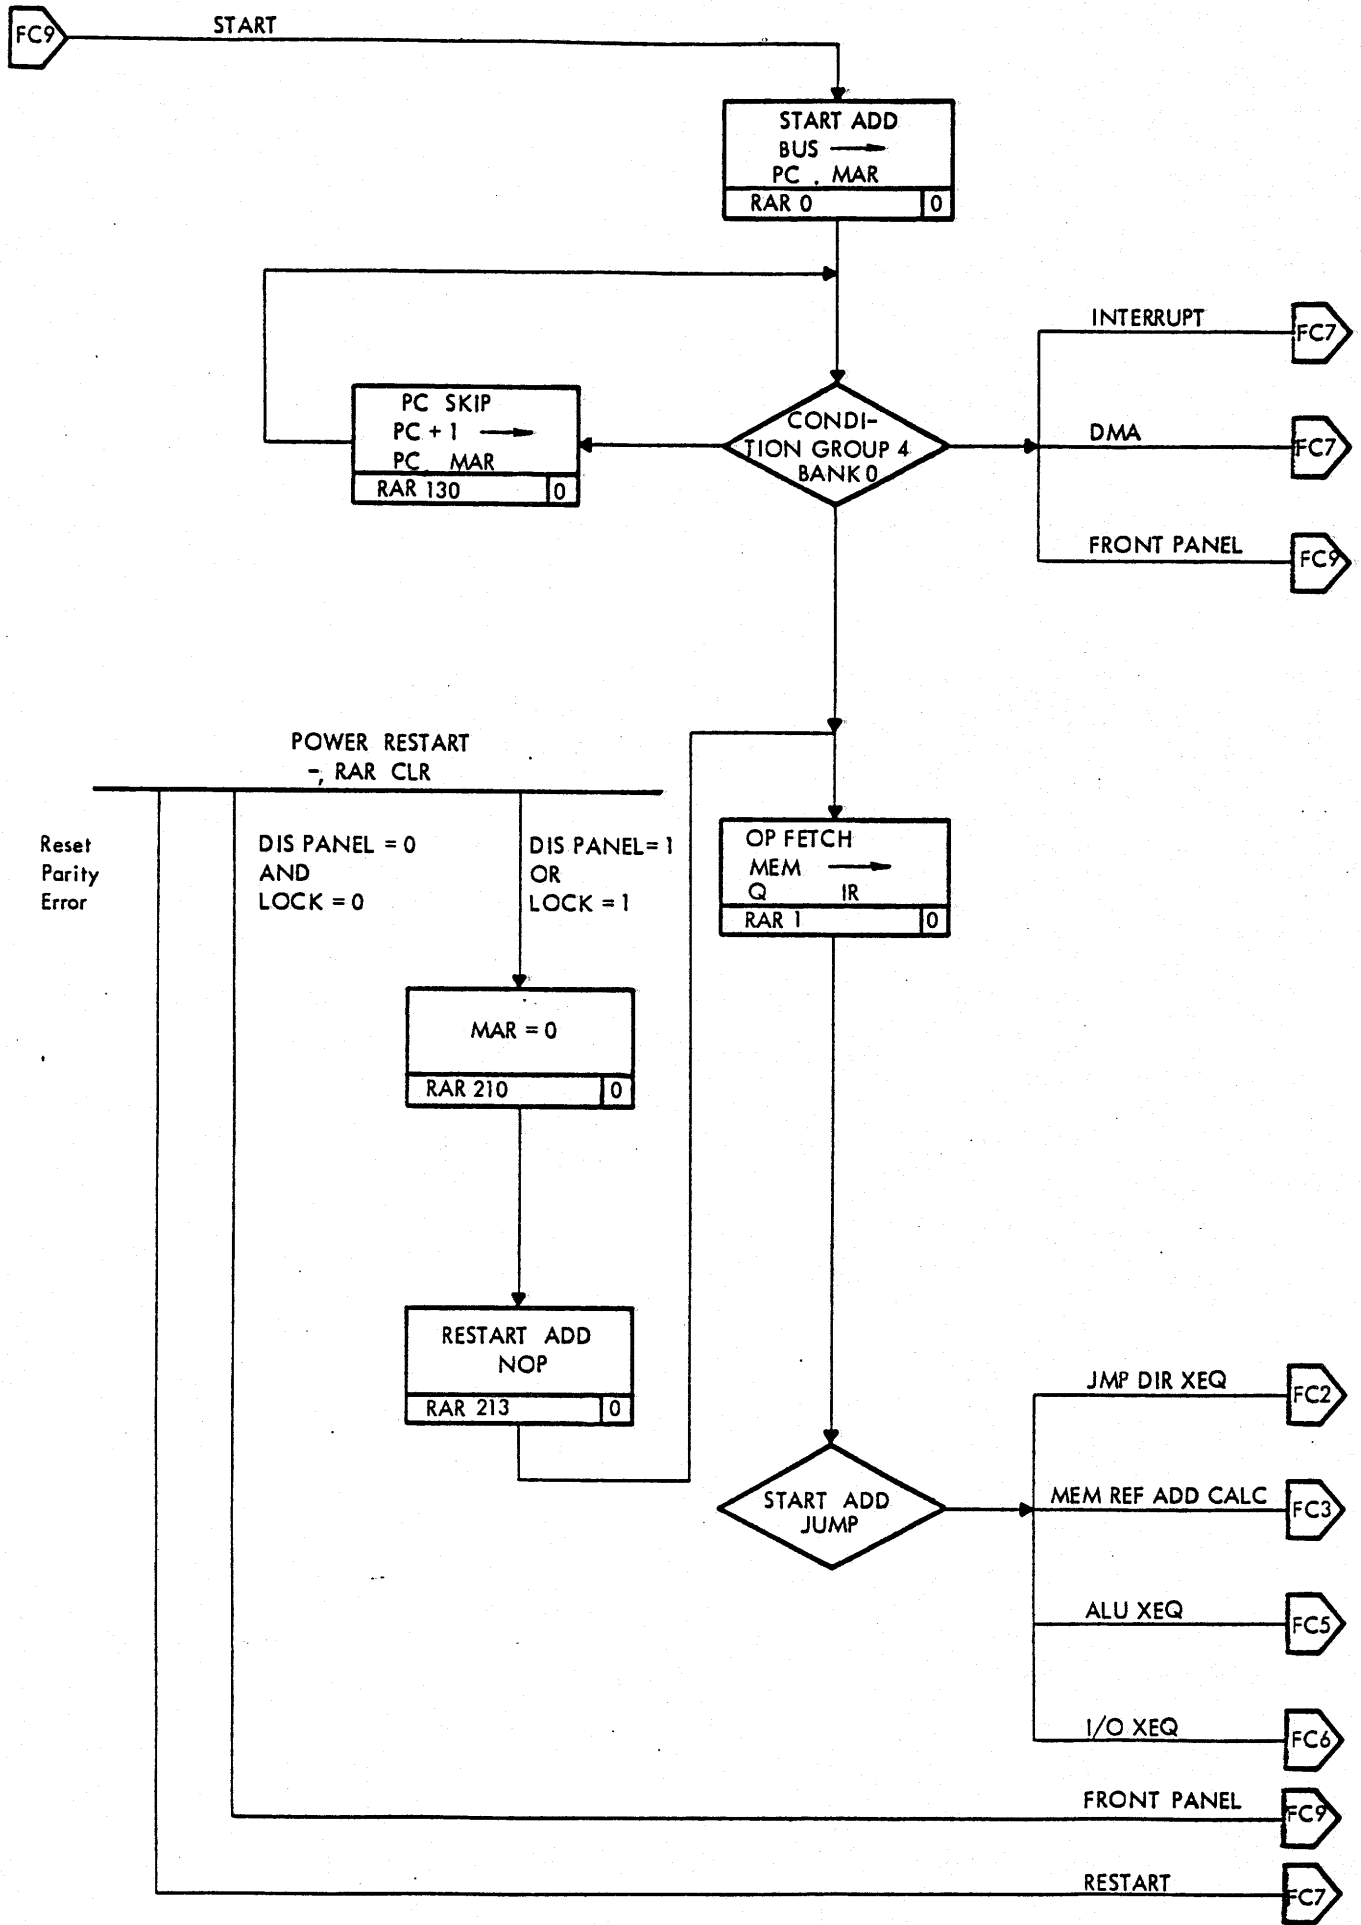 FC9
START
START ADD
BUS
PC , MAR
RAR 0
0
INTERRUPT
FC7
PC SKIP
PC + 1
PC MAR
RAR 130
0
CONDI-
TION GROUP 4
BANK 0
DMA
FC7
FRONT PANEL
FC9
POWER RESTART
-, RAR CLR
Reset
Parity
Error
DIS PANEL = 0
AND
LOCK = 0
DIS PANEL = 1
OR
LOCK = 1
OP FETCH
MEM
Q IR
RAR 1
0
MAR = 0
RAR 210
0
RESTART ADD
NOP
RAR 213
0
START ADD
JUMP
JMP DIR XEQ
FC2
MEM REF ADD CALC
FC3
ALU XEQ
FC5
I/O XEQ
FC6
FRONT PANEL
FC9
RESTART
FC7